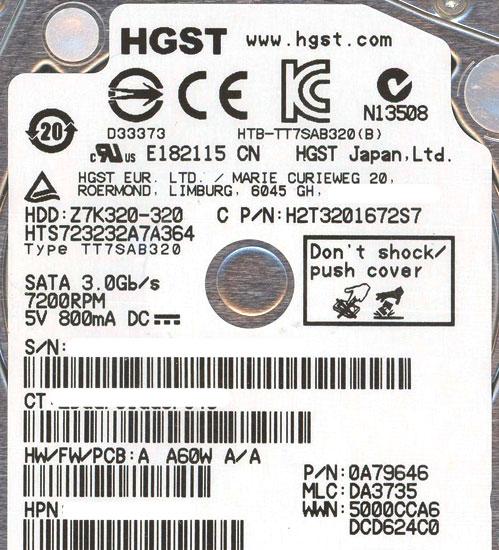 HGST www.hgst.com
N13508
20
D33373 HTB-TT7SAB320(B)
c RU us E182115 CN HGST Japan,Ltd.
HGST EUR. LTD. / MARIE CURIEWEG 20,
ROERMOND, LIMBURG, 6045 GH,
HDD:Z7K320-320 C P/N:H2T3201672S7
HTS723232A7A364
Type TT7SAB320
Don't shock/
push cover
SATA 3.0Gb/s
7200RPM
5V 800mA DC
S/N:
CT
HW/FW/PCB:A A60W A/A
P/N:0A79646
MLC:DA3735
HPN
WWN:5000CCA6
DCD624C0